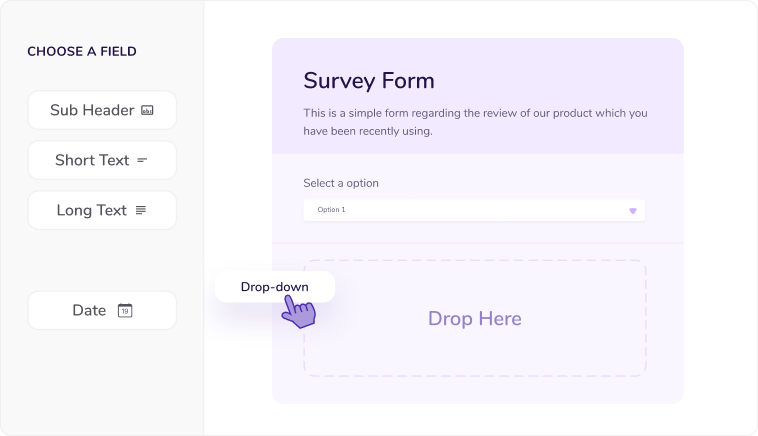 CHOOSE A FIELD
Sub Header
Short Text
Long Text
Date
19
Survey Form
This is a simple form regarding the review of our product which you
have been recently using.
Select a option
Option 1
Drop-down
Drop Here